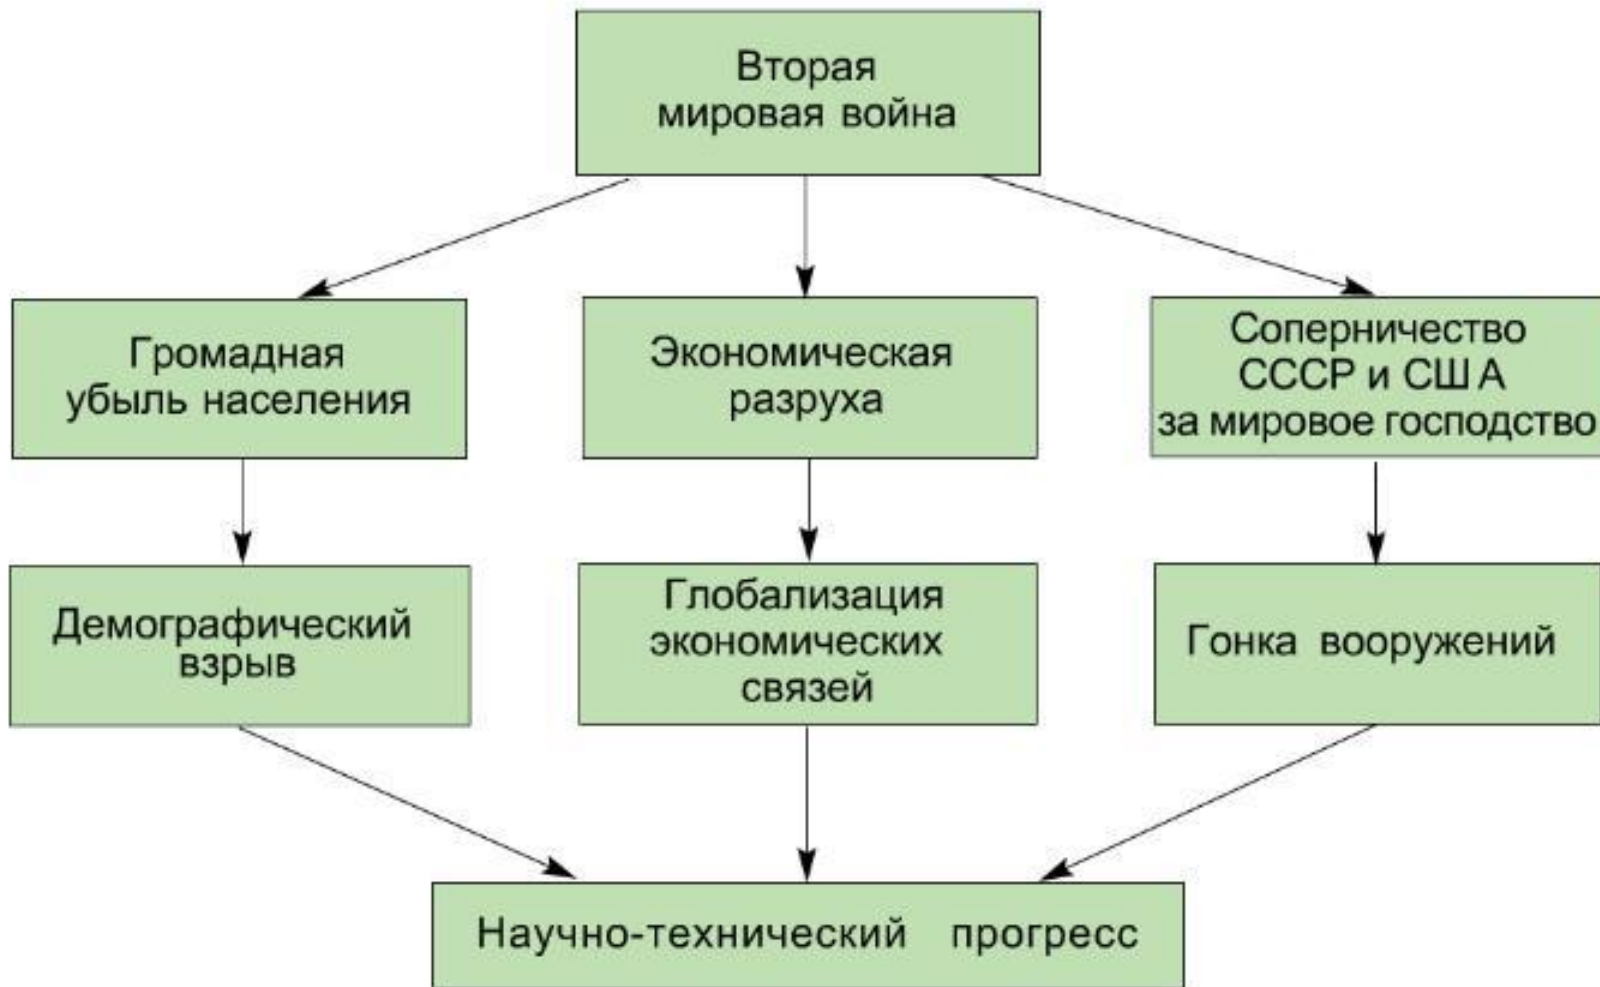 Вторая
мировая война
Громадная
убыль населения
Экономическая
разруха
Соперничество
СССР и США
за мировое господство
Демографический
взрыв
Глобализация
экономических
связей
Гонка вооружений
Научно-технический прогресс